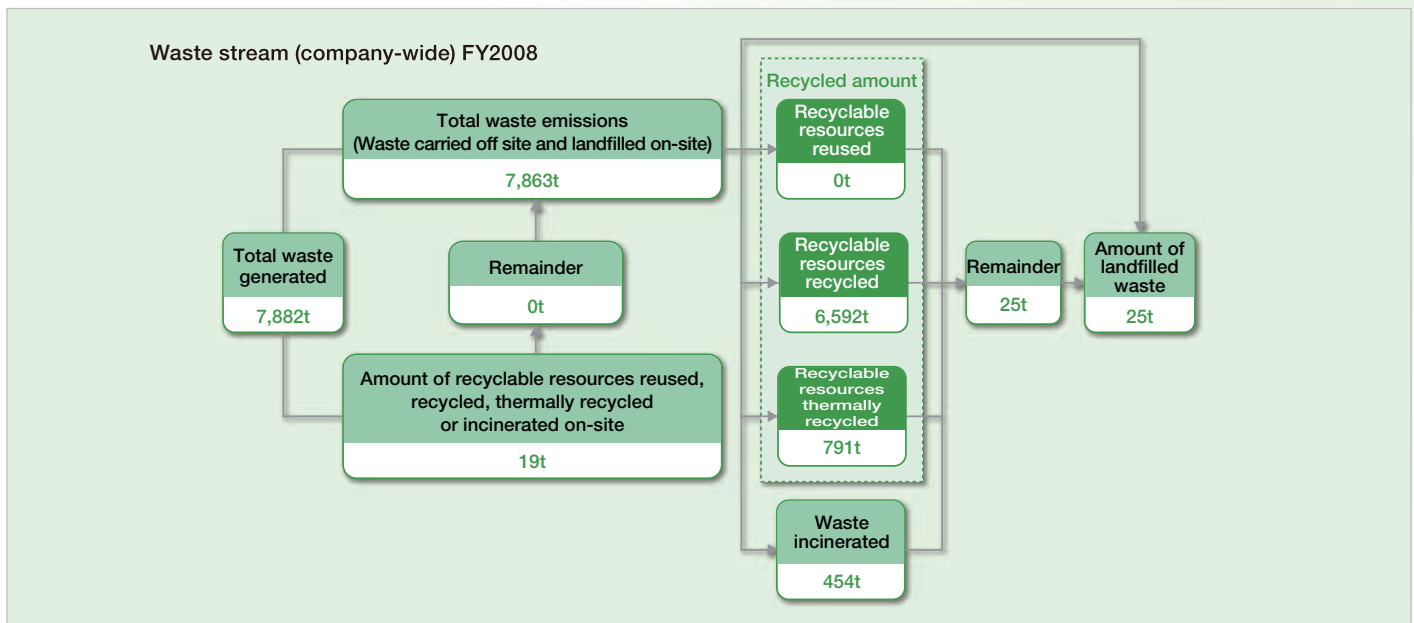 Waste stream (company-wide) FY2008
Total waste
generated
7,882t
Total waste emissions
(Waste carried off site and landfilled on-site)
7,863t
Remainder
0t
Amount of recyclable resources reused,
recycled, thermally recycled
or incinerated on-site
19t
Recycled amount
Recyclable
resources
reused
0t
Recyclable
resources
recycled
6,592t
Recyclable
resources
thermally
recycled
791t
Waste
incinerated
454t
Remainder
25t
Amount of
landfilled
waste
25t